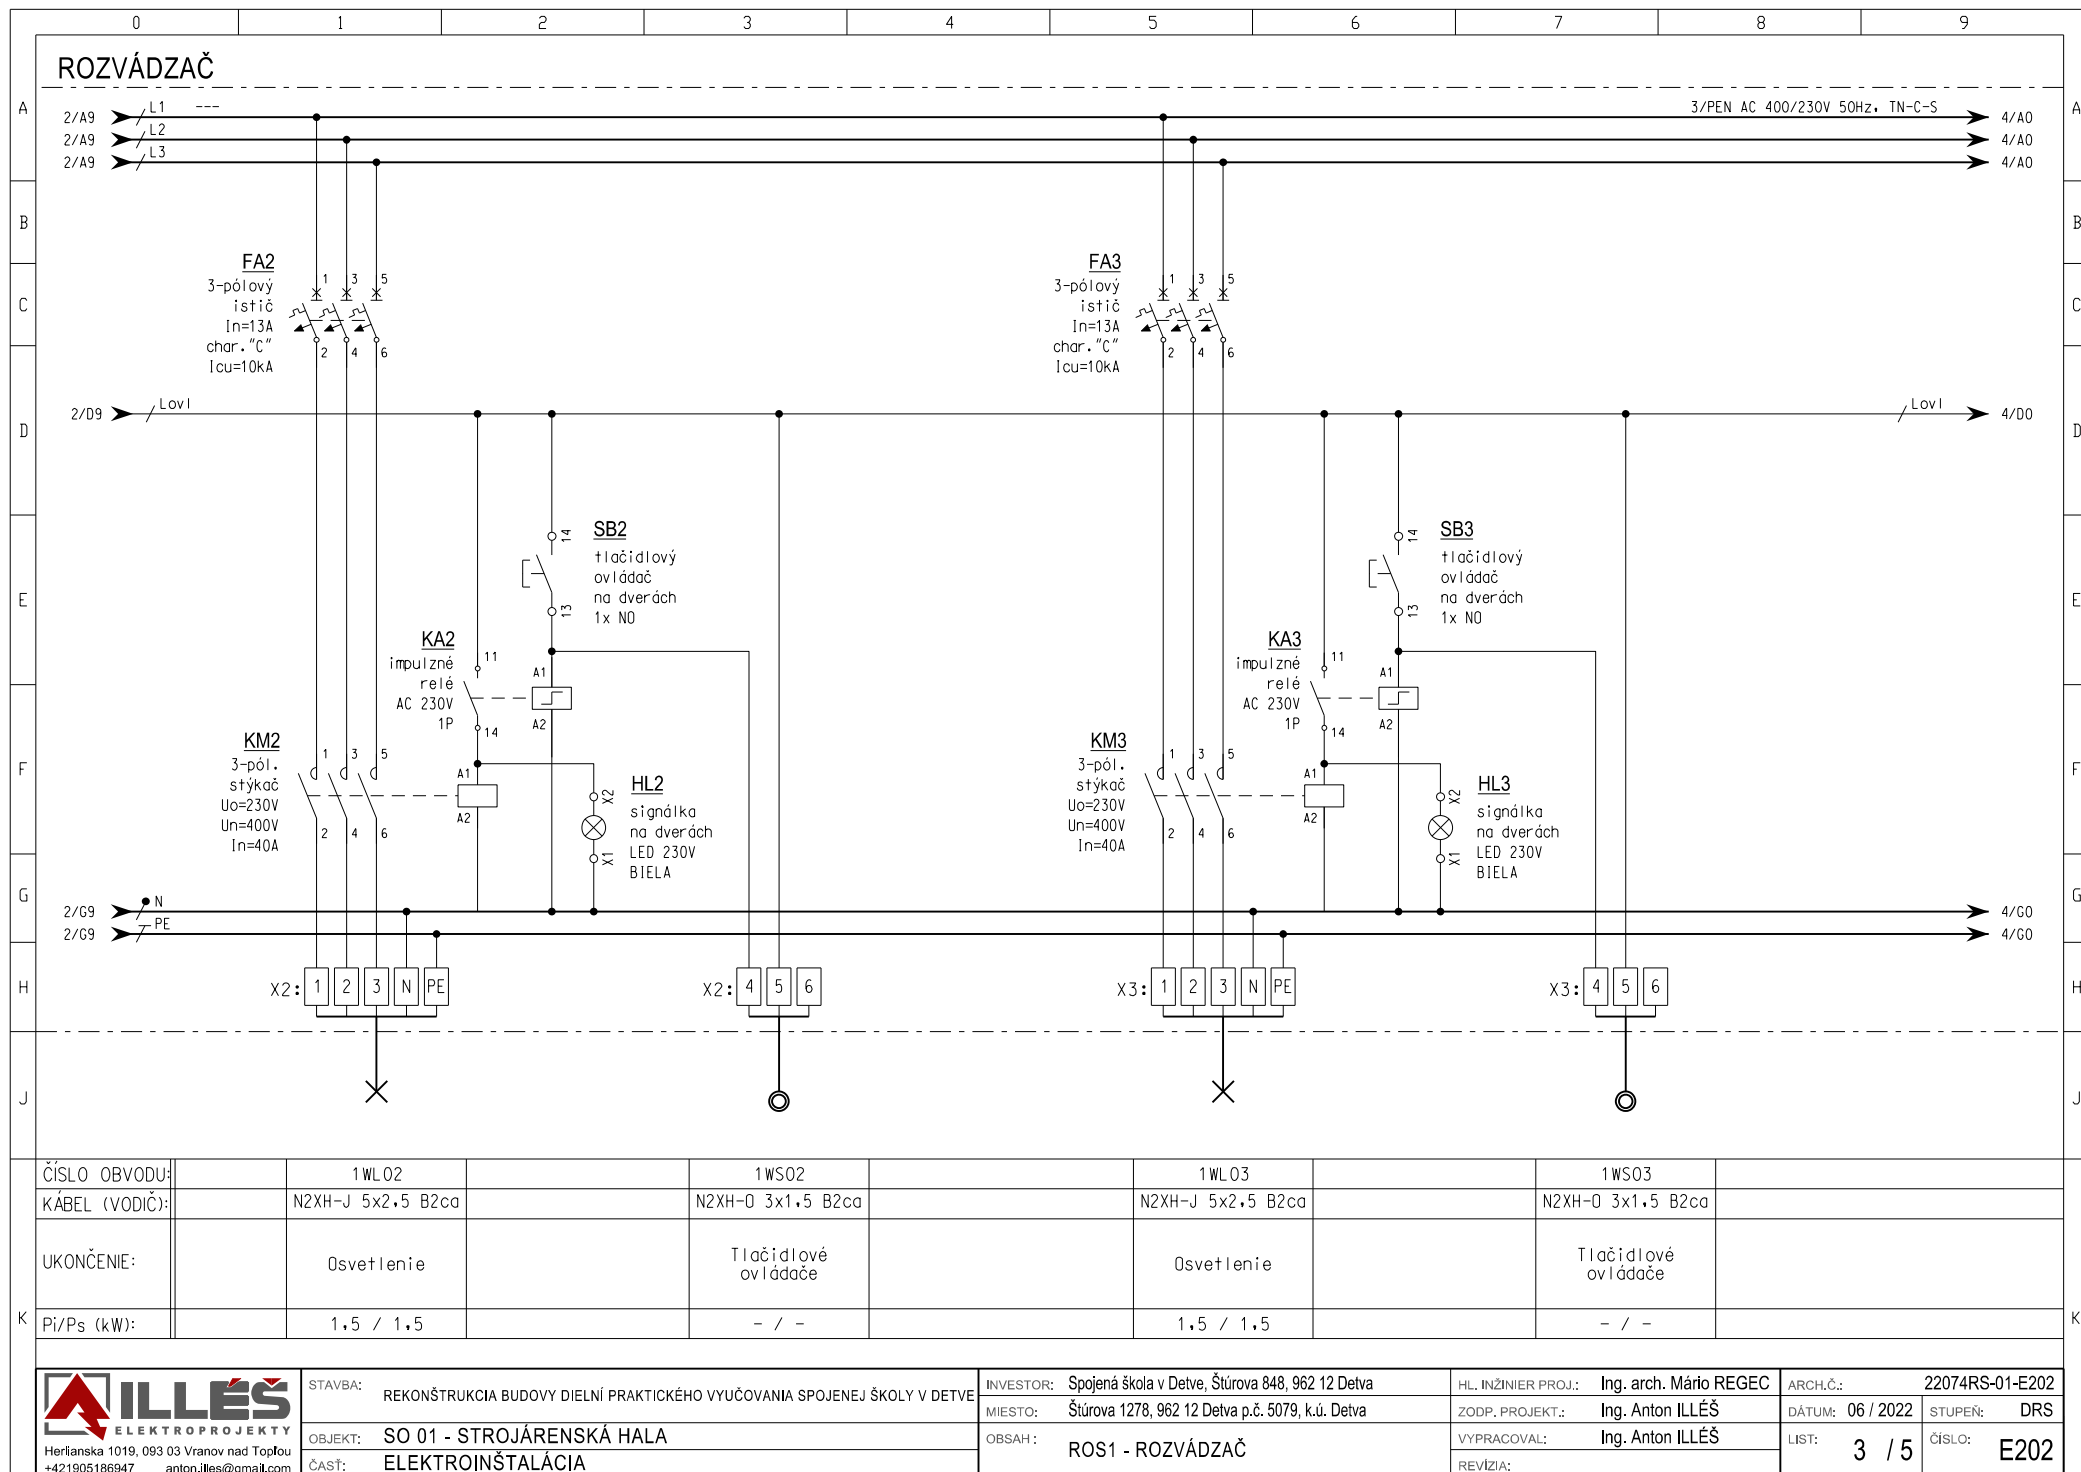 0 1 2 3 4 5 6 7 8 9
ROZVÁDZAČ
A
2/A9 L1 ---
3/PEN AC 400/230V 50Hz, TN-C-S
4/A0
A
2/A9 L2
4/A0
2/A9 L3
4/A0
B
B
C
C
FA2
3-pólový
istič
In=13A
char."C"
Icu=10kA
1 3 5
2 4 6
FA3
3-pólový
istič
In=13A
char."C"
Icu=10kA
1 3 5
2 4 6
2/D9 Lovl
Lovl 4/D0
D
D
E
E
14
13
SB2
tlačidlový
ovládač
na dverách
1x NO
14
13
SB3
tlačidlový
ovládač
na dverách
1x NO
KA2
impulzné
relé
AC 230V
1P
11
14
A1
A2
KA3
impulzné
relé
AC 230V
1P
11
14
A1
A2
F
F
KM2
3-pól.
stýkač
Uo=230V
Un=400V
In=40A
1 3 5
2 4 6
A1
A2
X2
X1
HL2
signálka
na dverách
LED 230V
BIELA
KM3
3-pól.
stýkač
Uo=230V
Un=400V
In=40A
1 3 5
2 4 6
A1
A2
X2
X1
HL3
signálka
na dverách
LED 230V
BIELA
G
G
2/G9 N
4/G0
2/G9 PE
4/G0
H
X2: 1 2 3 N PE
X2: 4 5 6
X3: 1 2 3 N PE
X3: 4 5 6
H
J
J
ČÍSLO OBVODU: 1WL02 1WS02 1WL03 1WS03
KÁBEL (VODIČ): N2XH-J 5x2,5 B2ca N2XH-O 3x1,5 B2ca N2XH-J 5x2,5 B2ca N2XH-O 3x1,5 B2ca
UKONČENIE: Osvetlenie Tlačidlové ovládače Osvetlenie Tlačidlové ovládače
K
Pi/Ps (kW): 1,5 / 1,5 - / - 1,5 / 1,5 - / -
K
ILLÉŠ
ELEKTROPROJEKTY
Herlianska 1019, 093 03 Vranov nad Topľou
+421905186947 anton.illes@gmail.com
STAVBA: REKONŠTRUKCIA BUDOVY DIELNÍ PRAKTICKÉHO VYUČOVANIA SPOJENEJ ŠKOLY V DETVE
OBJEKT: SO 01 - STROJÁRENSKÁ HALA
ČASŤ: ELEKTROINŠTALÁCIA
INVESTOR: Spojená škola v Detve, Štúrova 848, 962 12 Detva
MIESTO: Štúrova 1278, 962 12 Detva p.č. 5079, k.ú. Detva
OBSAH : ROS1 - ROZVÁDZAČ
HL. INŽINIER PROJ.: Ing. arch. Mário REGEC
ZODP. PROJEKT.: Ing. Anton ILLÉŠ
VYPRACOVAL: Ing. Anton ILLÉŠ
REVÍZIA:
ARCH.Č.: 22074RS-01-E202
DÁTUM: 06 / 2022 STUPEŇ: DRS
LIST: 3 / 5 ČÍSLO: E202